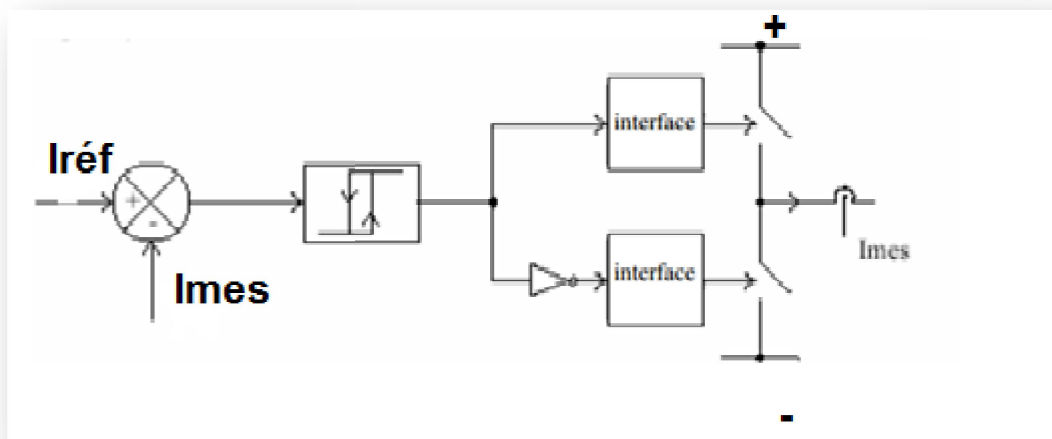 +
Iréf
interface
+
-
Imes
Imes
interface
-